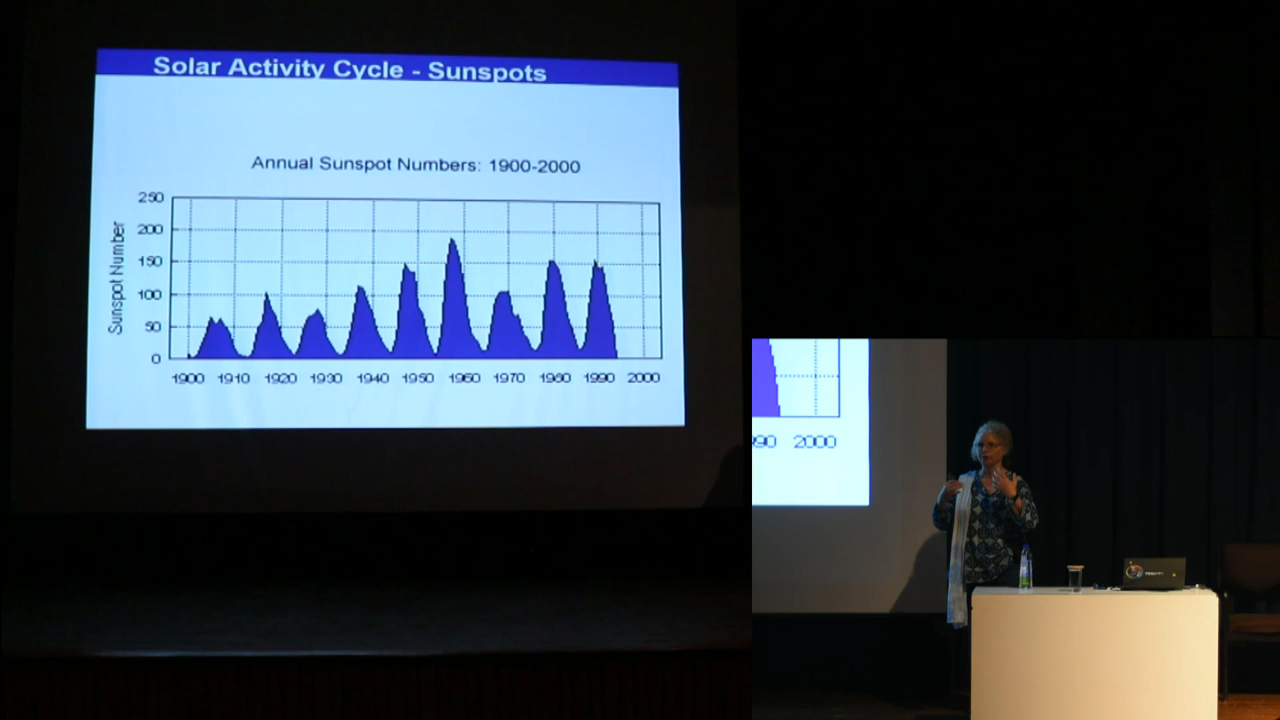 Solar Activity Cycle - Sunspots
Annual Sunspot Numbers: 1900-2000
Sunspot Number
250
200
150
100
50
0
1900 1910 1920 1930 1940 1950 1960 1970 1980 1990 2000
90 2000